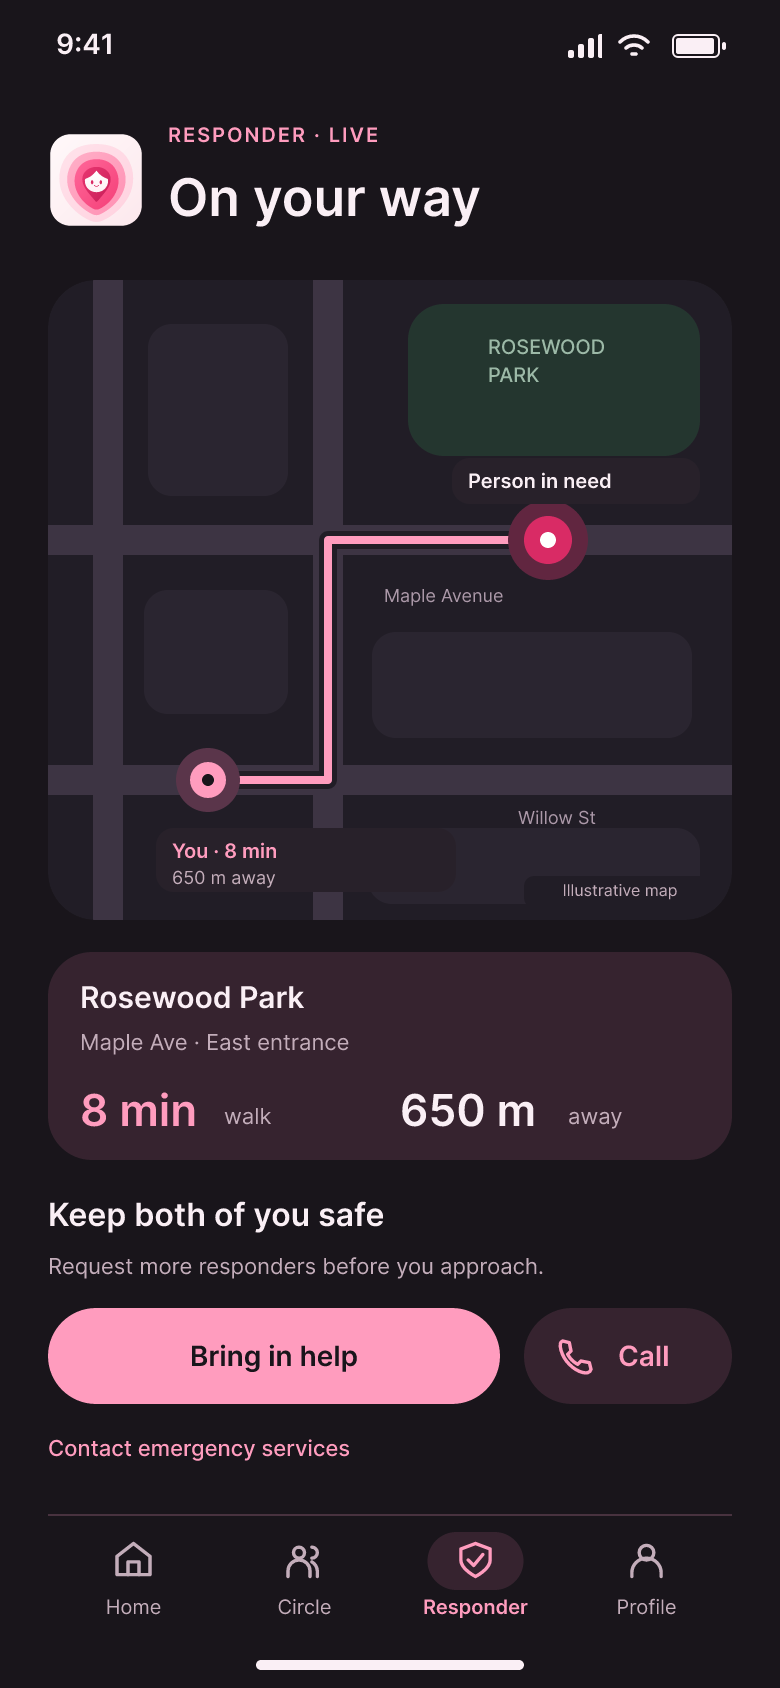 9:41
RESPONDER · LIVE
On your way
ROSEWOOD
PARK
Person in need
Maple Avenue
Willow St
You · 8 min
650 m away
Illustrative map
Rosewood Park
Maple Ave · East entrance
8 min walk 650 m away
Keep both of you safe
Request more responders before you approach.
Bring in help
Call
Contact emergency services
Home Circle Responder Profile